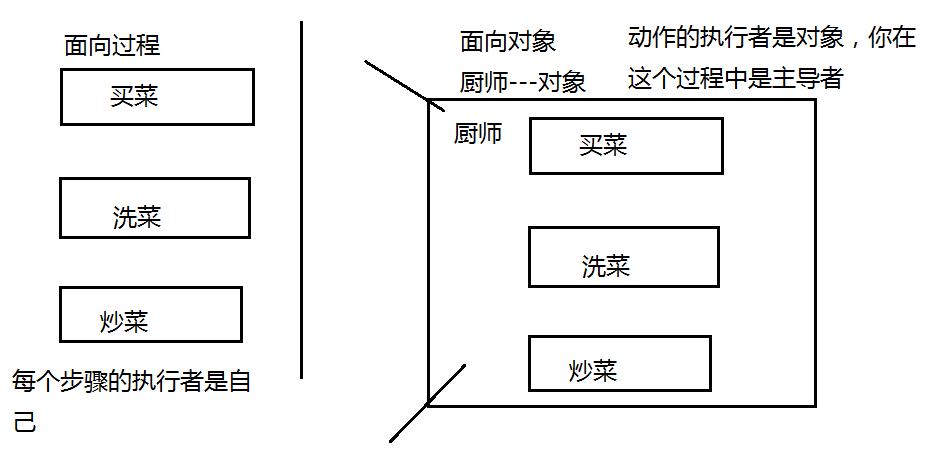 面向过程
买菜
洗菜
炒菜
每个步骤的执行者是自
己
面向对象
厨师---对象
动作的执行者是对象，你在
这个过程中是主导者
厨师
买菜
洗菜
炒菜